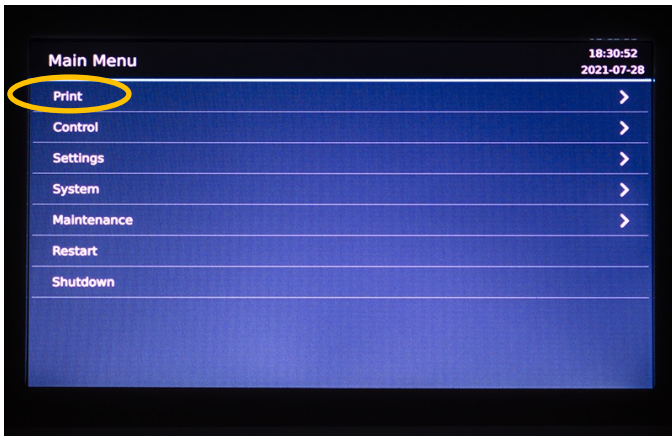 Main Menu
18:30:52
2021-07-28
Print
Control
Settings
System
Maintenance
Restart
Shutdown